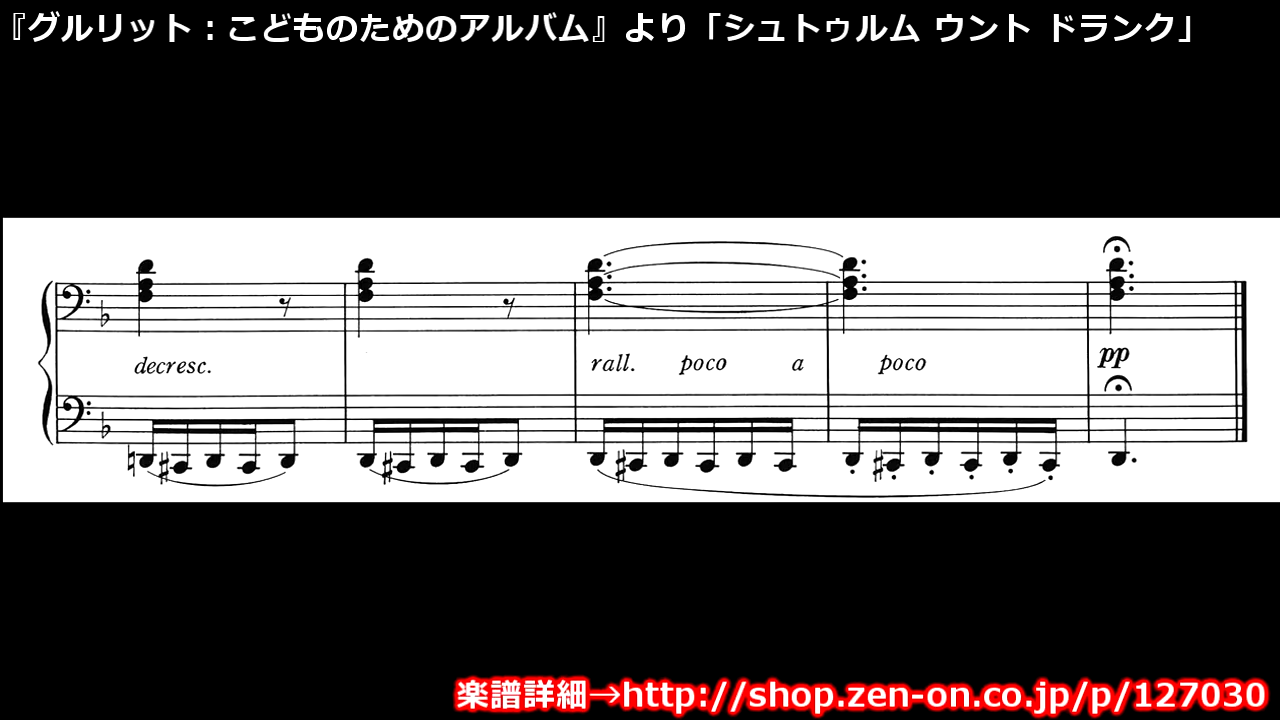 『グルリット：こどものためのアルバム』より「シュトゥルム ウント ドランク」
decresc.
rall. poco a poco
pp
楽譜詳細→http://shop.zen-on.co.jp/p/127030